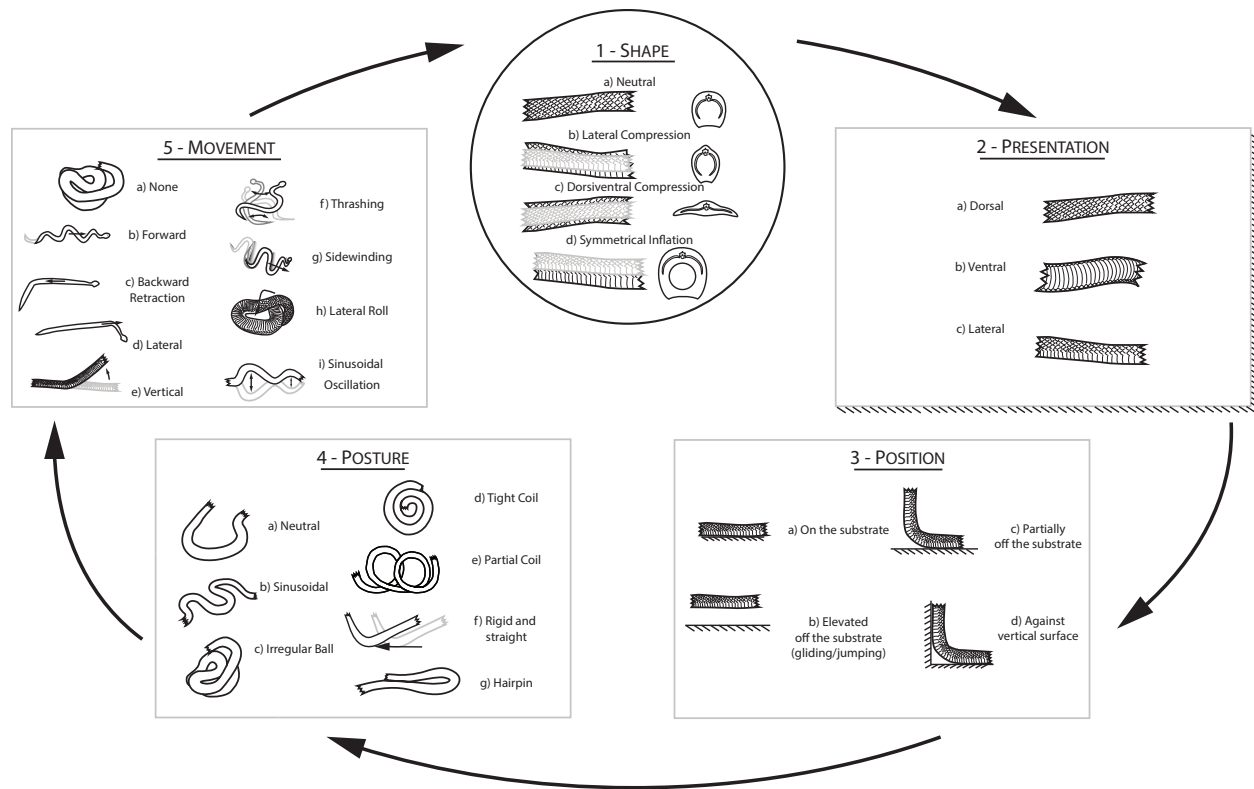 1 - SHAPE
a) Neutral
b) Lateral Compression
c) Dorsiventral Compression
d) Symmetrical Inflation
2 - PRESENTATION
a) Dorsal
b) Ventral
c) Lateral
3 - POSITION
a) On the substrate
b) Elevated
off the substrate
(gliding/jumping)
c) Partially
off the substrate
d) Against
vertical surface
4 - POSTURE
a) Neutral
b) Sinusoidal
c) Irregular Ball
d) Tight Coil
e) Partial Coil
f) Rigid and
straight
g) Hairpin
5 - MOVEMENT
a) None
b) Forward
c) Backward
Retraction
d) Lateral
e) Vertical
f) Thrashing
g) Sidewinding
h) Lateral Roll
i) Sinusoidal
Oscillation